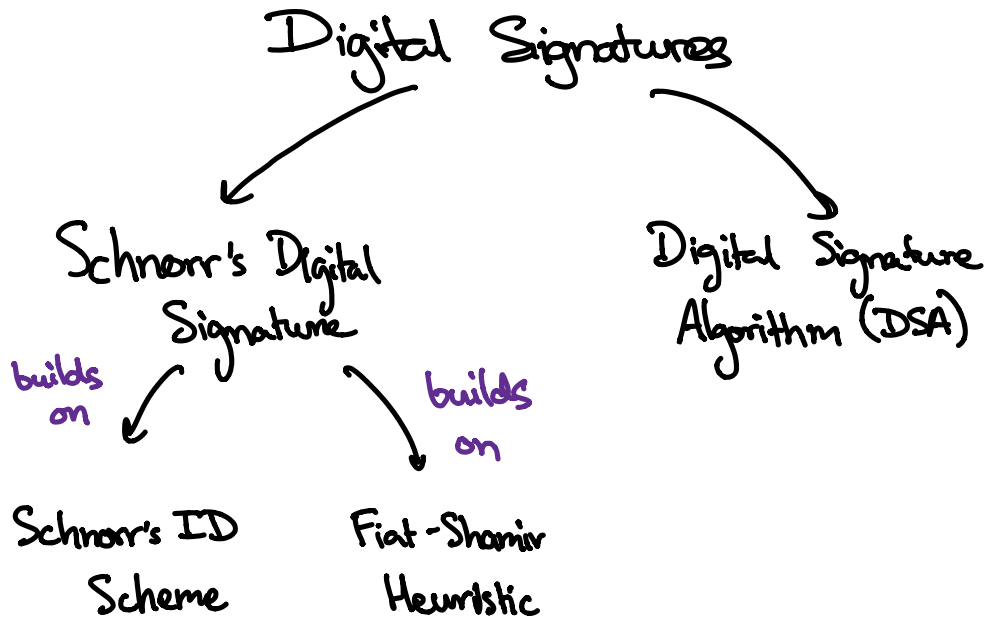 Digital Signatures
Schnorr's Digital
Signature
Digital Signature
Algorithm (DSA)
builds
on
builds
on
Schnorr's ID
Scheme
Fiat-Shamir
Heuristic